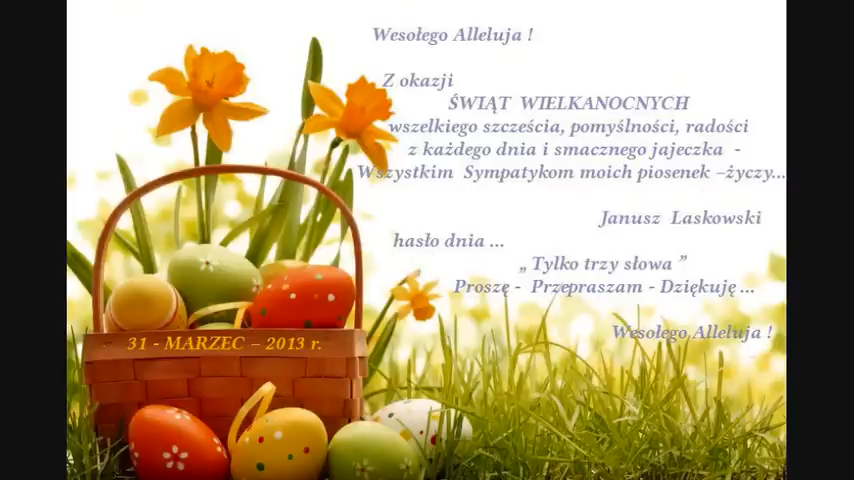 Wesołego Alleluja !
Z okazji
ŚWIĄT WIELKANOCNYCH
wszelkiego szczęścia, pomyślności, radości
z każdego dnia i smacznego jajeczka -
Wszystkim Sympatykom moich piosenek –życzy...
Janusz Laskowski
hasło dnia ...
„ Tylko trzy słowa ”
Proszę - Przepraszam - Dziękuję ...
Wesołego Alleluja !
31 - MARZEC – 2013 r.